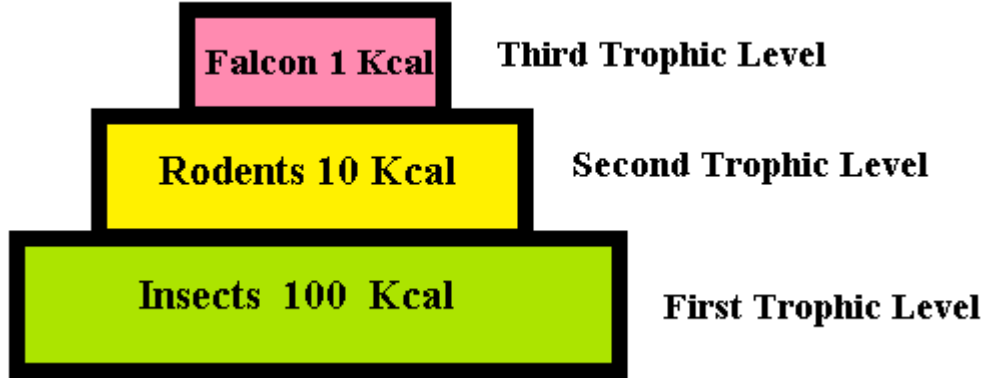 Falcon 1 Kcal
Third Trophic Level
Rodents 10 Kcal
Second Trophic Level
Insects 100 Kcal
First Trophic Level